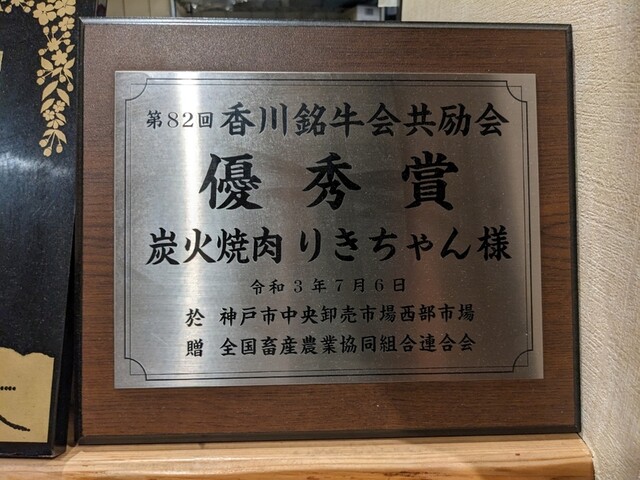 第82回 香川銘牛会共励会
優秀賞
炭火焼肉 りきちゃん様
令和3年7月6日
於 神戸市中央卸売市場西部市場
贈 全国畜産農業協同組合連合会